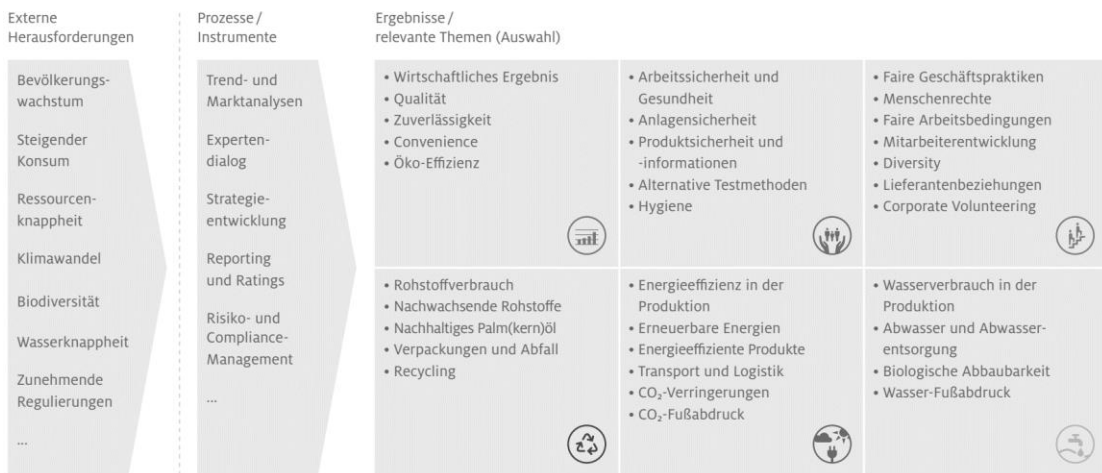 Externe
Herausforderungen
Bevölkerungs-
wachstum
Steigender
Konsum
Ressourcen-
knappheit
Klimawandel
Biodiversität
Wasserknappheit
Zunehmende
Regulierungen
...
Prozesse /
Instrumente
Trend- und
Marktanalysen
Experten-
dialog
Strategie-
entwicklung
Reporting
und Ratings
Risiko- und
Compliance-
Management
...
Ergebnisse /
relevante Themen (Auswahl)
• Wirtschaftliches Ergebnis
• Qualität
• Zuverlässigkeit
• Convenience
• Öko-Effizienz
• Arbeitssicherheit und
Gesundheit
• Anlagensicherheit
• Produktsicherheit und
-informationen
• Alternative Testmethoden
• Hygiene
• Faire Geschäftspraktiken
• Menschenrechte
• Faire Arbeitsbedingungen
• Mitarbeiterentwicklung
• Diversity
• Lieferantenbeziehungen
• Corporate Volunteering
• Rohstoffverbrauch
• Nachwachsende Rohstoffe
• Nachhaltiges Palm(kern)öl
• Verpackungen und Abfall
• Recycling
• Energieeffizienz in der
Produktion
• Erneuerbare Energien
• Energieeffiziente Produkte
• Transport und Logistik
• CO₂-Verringerungen
• CO₂-Fußabdruck
• Wasserverbrauch in der
Produktion
• Abwasser und Abwasser-
entsorgung
• Biologische Abbaubarkeit
• Wasser-Fußabdruck